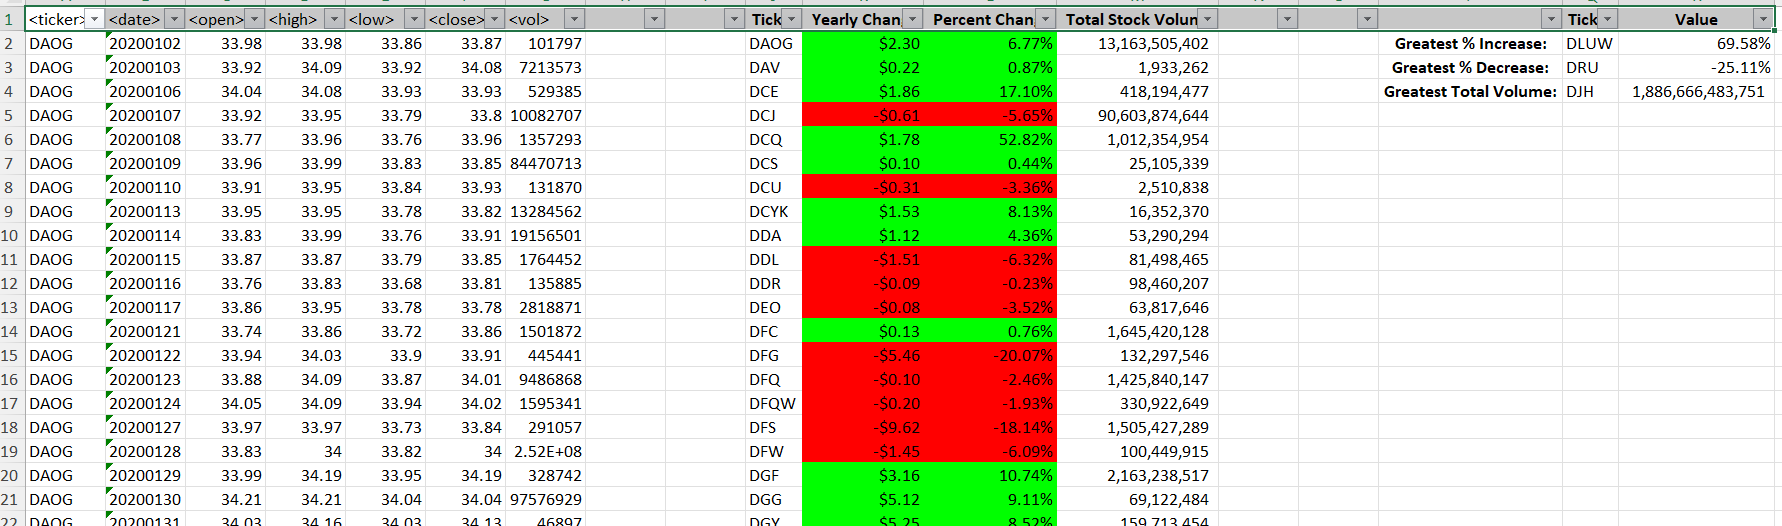 1 <ticker> <date> <open> <high> <low> <close> <vol> Tick Yearly Chan Percent Chan Total Stock Volun Tick Value
2 DAOG 20200102 33.98 33.98 33.86 33.87 101797 DAOG $2.30 6.77% 13,163,505,402 Greatest % Increase: DLUW 69.58%
3 DAOG 20200103 33.92 34.09 33.92 34.08 7213573 DAV $0.22 0.87% 1,933,262 Greatest % Decrease: DRU -25.11%
4 DAOG 20200106 34.04 34.08 33.93 33.93 529385 DCE $1.86 17.10% 418,194,477 Greatest Total Volume: DJH 1,886,666,483,751
5 DAOG 20200107 33.92 33.95 33.79 33.8 10082707 DCJ -$0.61 -5.65% 90,603,874,644
6 DAOG 20200108 33.77 33.96 33.76 33.96 1357293 DCQ $1.78 52.82% 1,012,354,954
7 DAOG 20200109 33.96 33.99 33.83 33.85 84470713 DCS $0.10 0.44% 25,105,339
8 DAOG 20200110 33.91 33.95 33.84 33.93 131870 DCU -$0.31 -3.36% 2,510,838
9 DAOG 20200113 33.95 33.95 33.78 33.82 13284562 DCYK $1.53 8.13% 16,352,370
10 DAOG 20200114 33.83 33.99 33.76 33.91 19156501 DDA $1.12 4.36% 53,290,294
11 DAOG 20200115 33.87 33.87 33.79 33.85 1764452 DDL -$1.51 -6.32% 81,498,465
12 DAOG 20200116 33.76 33.83 33.68 33.81 135885 DDR -$0.09 -0.23% 98,460,207
13 DAOG 20200117 33.86 33.95 33.78 33.78 2818871 DEO -$0.08 -3.52% 63,817,646
14 DAOG 20200121 33.74 33.86 33.72 33.86 1501872 DFC $0.13 0.76% 1,645,420,128
15 DAOG 20200122 33.94 34.03 33.9 33.91 445441 DFG -$5.46 -20.07% 132,297,546
16 DAOG 20200123 33.88 34.09 33.87 34.01 9486868 DFQ -$0.10 -2.46% 1,425,840,147
17 DAOG 20200124 34.05 34.09 33.94 34.02 1595341 DFQW -$0.20 -1.93% 330,922,649
18 DAOG 20200127 33.97 33.97 33.73 33.84 291057 DFS -$9.62 -18.14% 1,505,427,289
19 DAOG 20200128 33.83 34 33.82 34 2.52E+08 DFW -$1.45 -6.09% 100,449,915
20 DAOG 20200129 33.99 34.19 33.95 34.19 328742 DGF $3.16 10.74% 2,163,238,517
21 DAOG 20200130 34.21 34.21 34.04 34.04 97576929 DGG $5.12 9.11% 69,122,484
22 DAOG 20200131 34.03 34.16 34.03 34.13 46897 DGY $5.25 8.52% 159,713,454